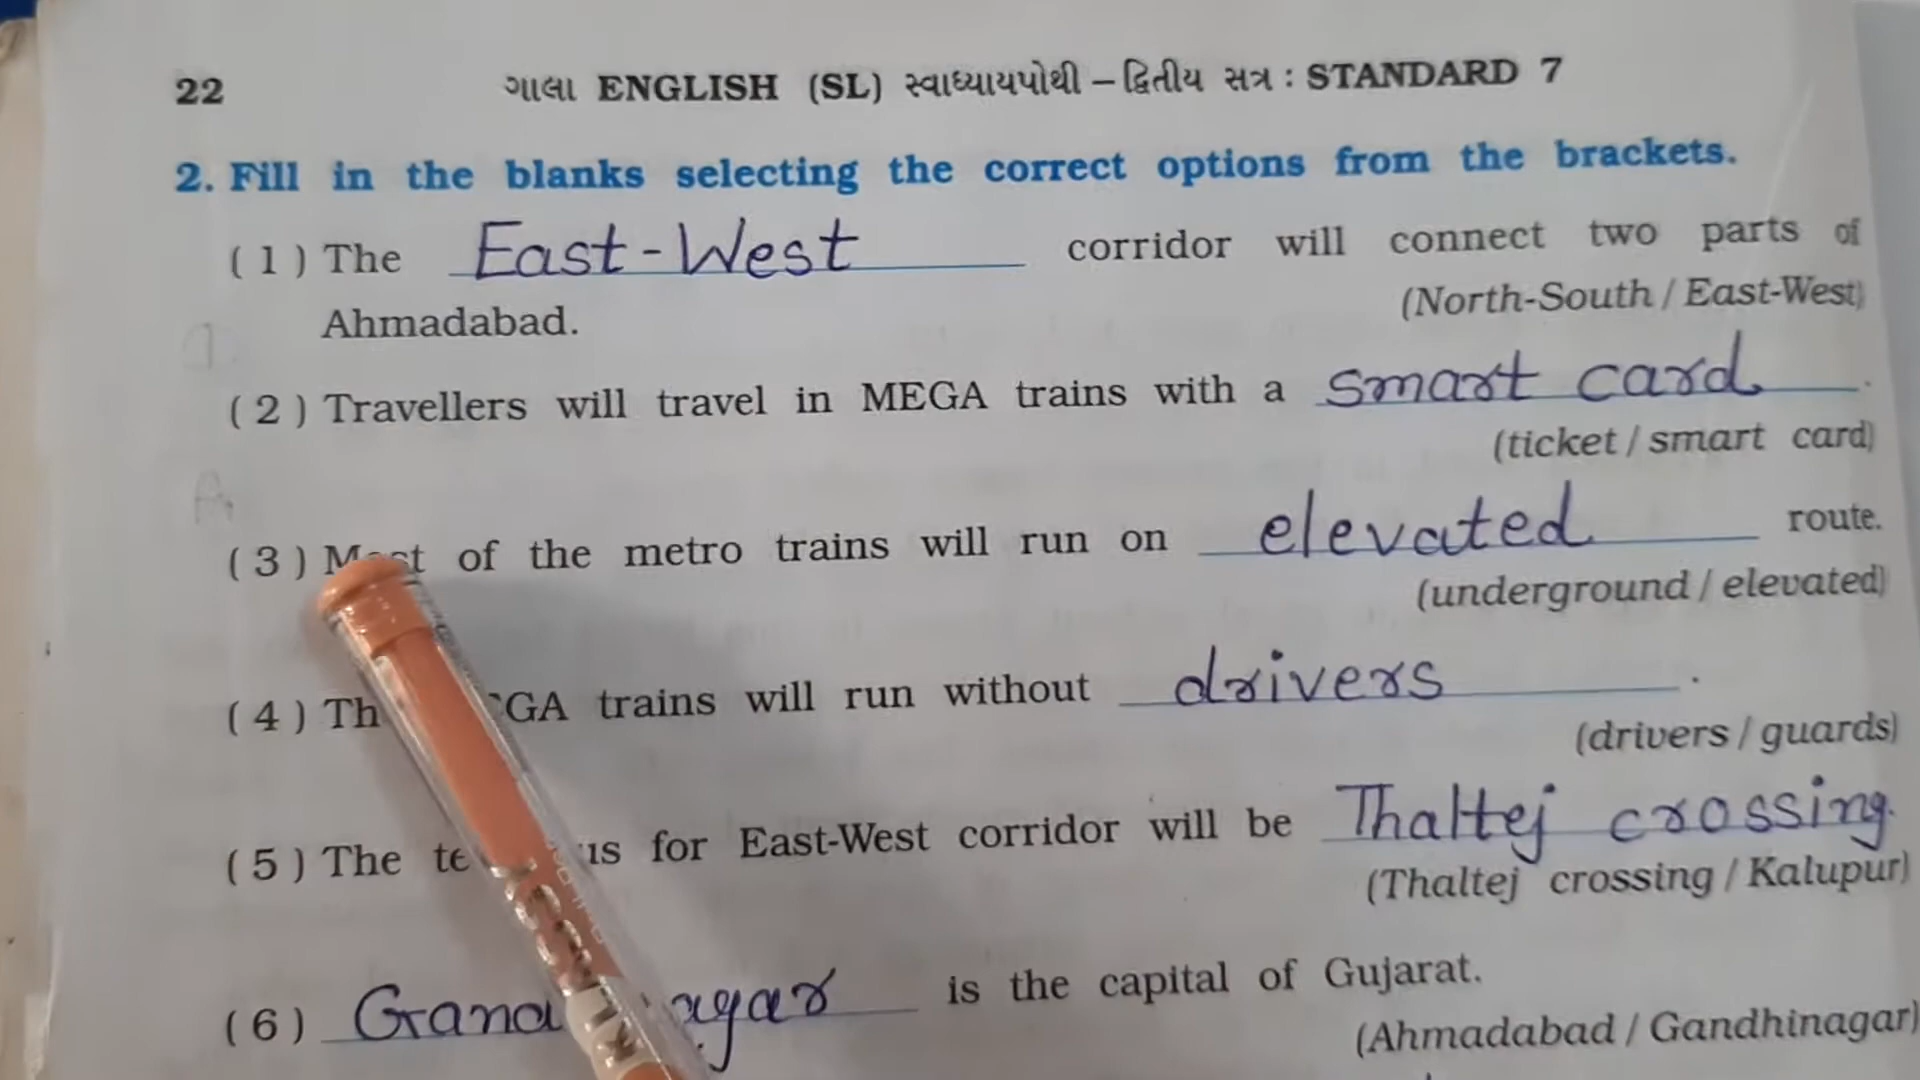 22 ગાલા ENGLISH (SL) સ્વાધ્યાયપોથી – દ્વિતીય સત્ર : STANDARD 7
2. Fill in the blanks selecting the correct options from the brackets.
(1) The East-West corridor will connect two parts of
Ahmadabad. (North-South / East-West)
(2) Travellers will travel in MEGA trains with a smart card.
(ticket / smart card)
(3) Most of the metro trains will run on elevated route.
(underground / elevated)
(4) trains will run without drivers.
(drivers / guards)
(5) The for East-West corridor will be Thaltej crossing.
(Thaltej crossing / Kalupur)
(6) is the capital of Gujarat.
(Ahmadabad / Gandhinagar)